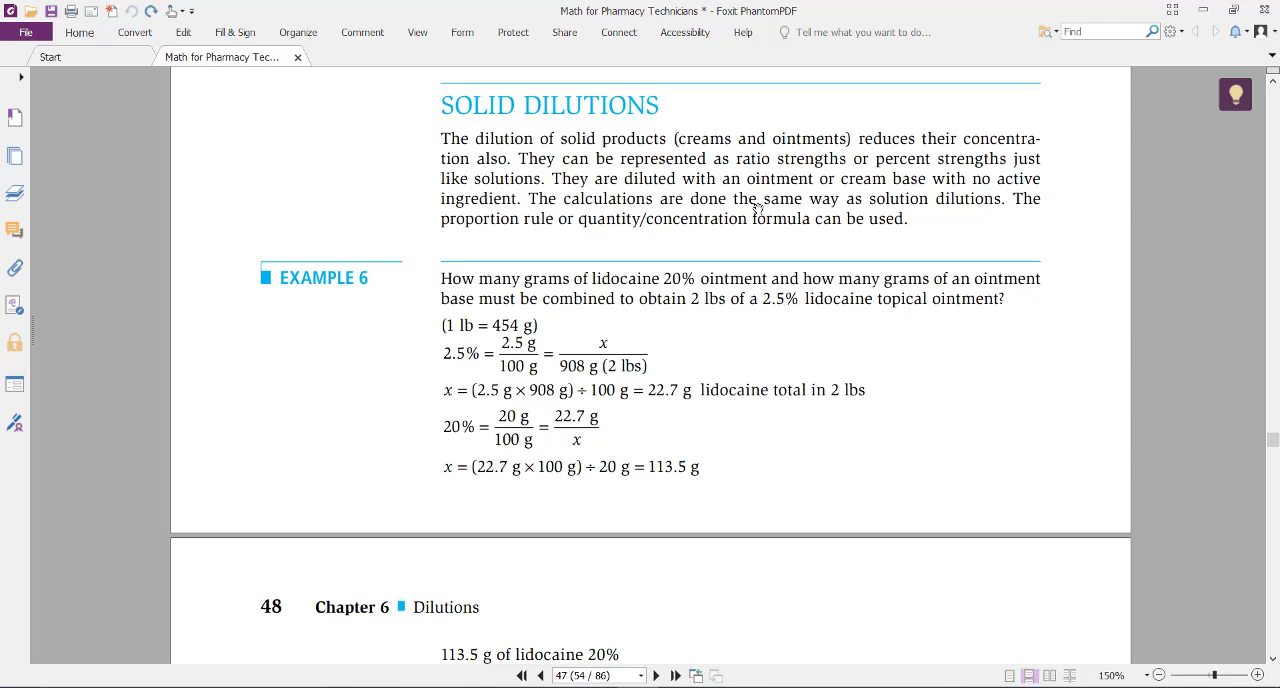 Math for Pharmacy Technicians * - Foxit PhantomPDF
File Home Convert Edit Fill & Sign Organize Comment View Form Protect Share Connect Accessibility Help Tell me what you want to do... Find
Start Math for Pharmacy Tec...
SOLID DILUTIONS
The dilution of solid products (creams and ointments) reduces their concentra-
tion also. They can be represented as ratio strengths or percent strengths just
like solutions. They are diluted with an ointment or cream base with no active
ingredient. The calculations are done the same way as solution dilutions. The
proportion rule or quantity/concentration formula can be used.
EXAMPLE 6
How many grams of lidocaine 20% ointment and how many grams of an ointment
base must be combined to obtain 2 lbs of a 2.5% lidocaine topical ointment?
(1 lb = 454 g)
2.5% = 2.5 g / 100 g = x / 908 g (2 lbs)
x = (2.5 g × 908 g) ÷ 100 g = 22.7 g lidocaine total in 2 lbs
20% = 20 g / 100 g = 22.7 g / x
x = (22.7 g × 100 g) ÷ 20 g = 113.5 g
48 Chapter 6 Dilutions
113.5 g of lidocaine 20%
47 (54 / 86) 150%